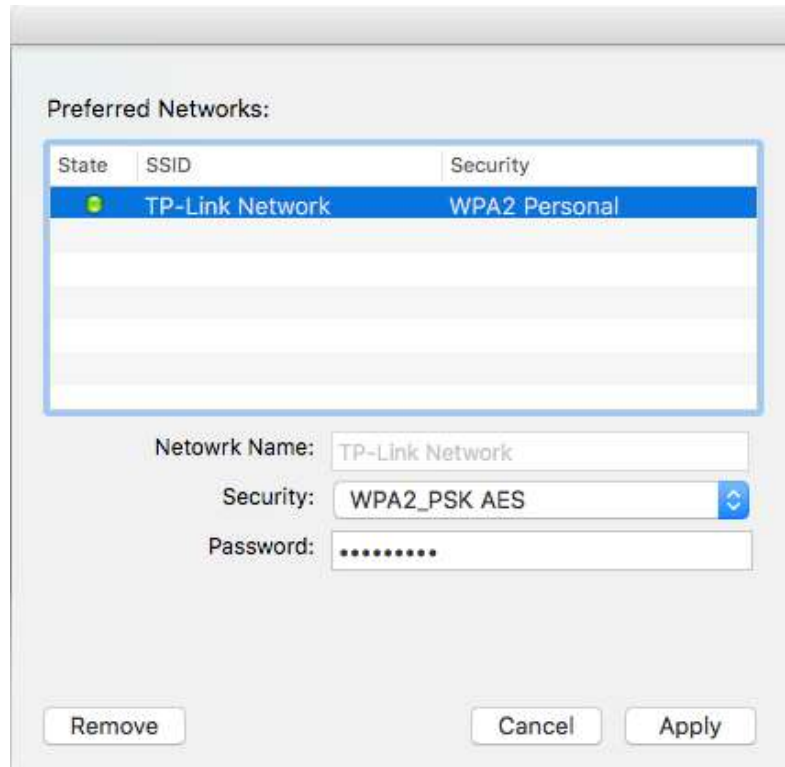 Preferred Networks:
State SSID Security
TP-Link Network WPA2 Personal
Netowrk Name: TP-Link Network
Security: WPA2_PSK AES
Password: •••••••••
Remove Cancel Apply